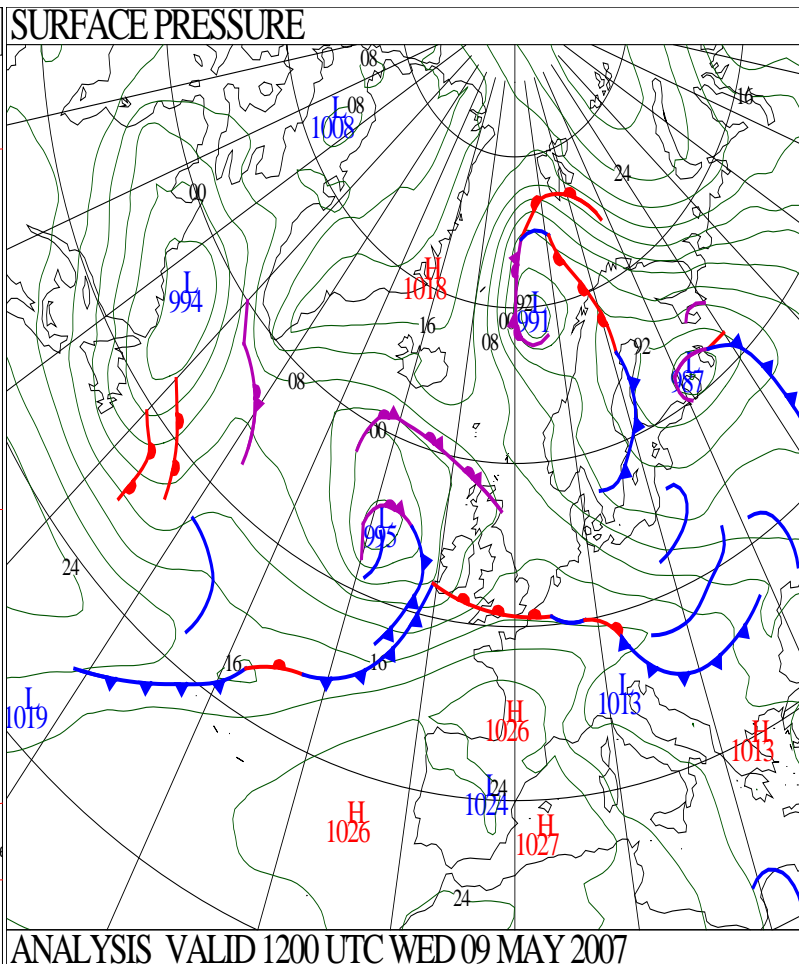 SURFACE PRESSURE
08
16
L 08
1008
24
00
H
1018
L
994
92
L
00
991
16
08
92
L
987
08
00
L
995
24
16
16
L
1019
L
1013
H
1026
H
1013
L
24
1024
H
1026
H
1027
24
ANALYSIS VALID 1200 UTC WED 09 MAY 2007